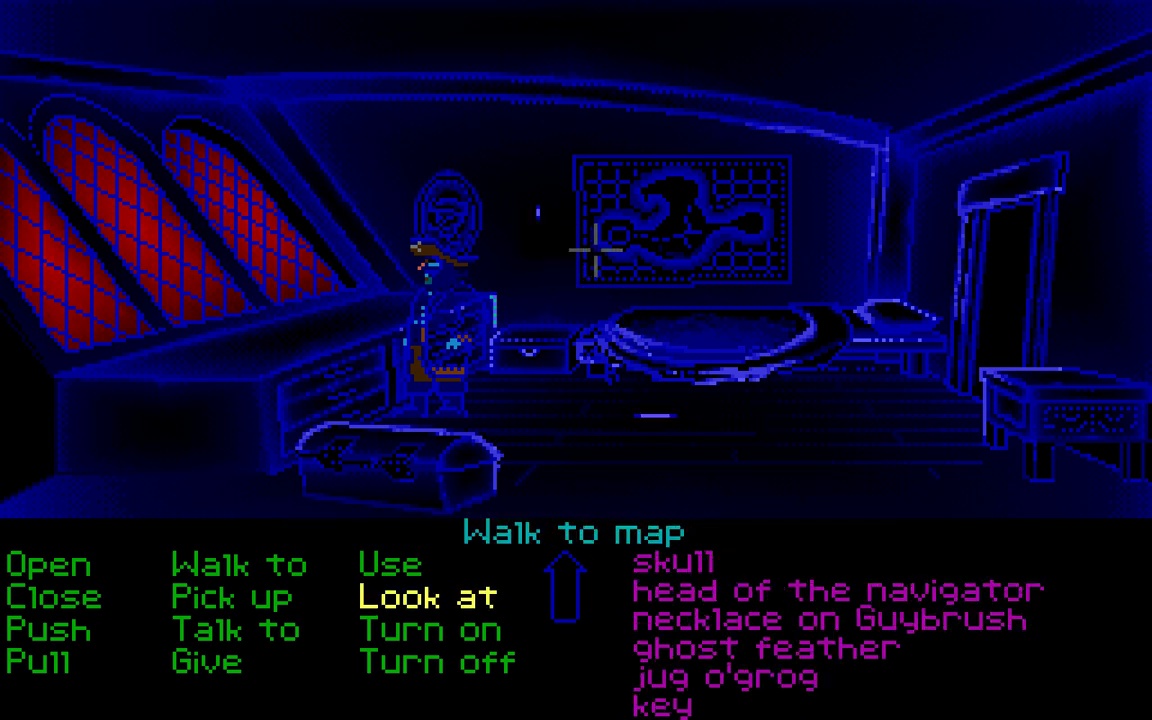 Walk to map
Open Walk to Use
Close Pick up Look at
Push Talk to Turn on
Pull Give Turn off
skull
head of the navigator
necklace on Guybrush
ghost feather
jug o'grog
key